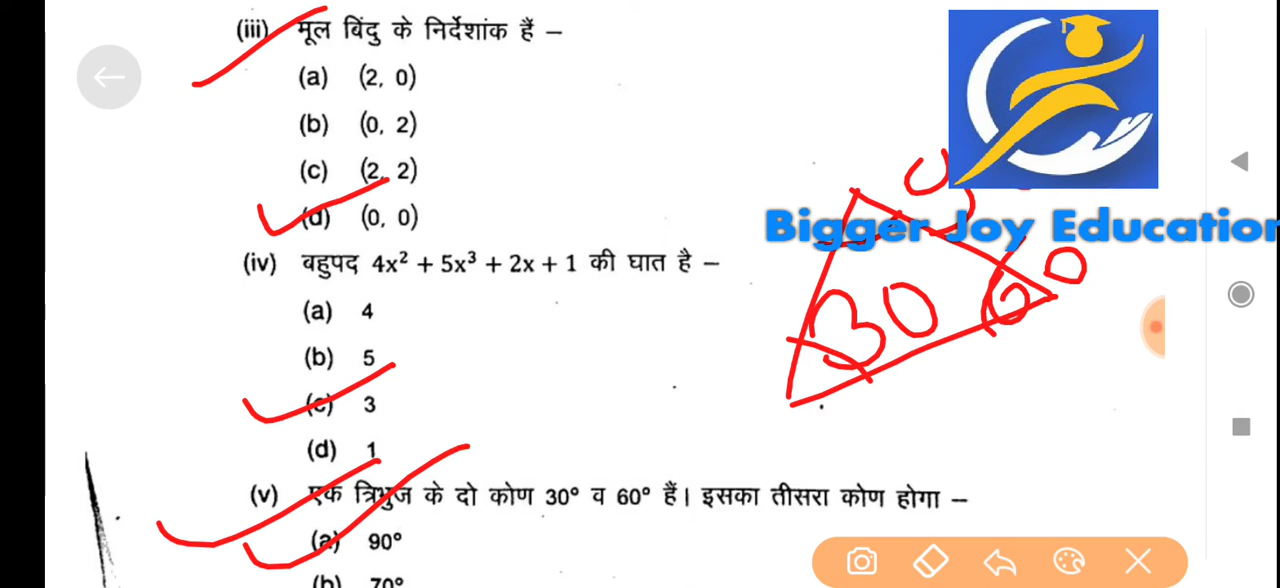 (iii) मूल बिंदु के निर्देशांक हैं –
(a) (2, 0)
(b) (0, 2)
(c) (2, 2)
(d) (0, 0)
(iv) बहुपद 4x² + 5x³ + 2x + 1 की घात है –
(a) 4
(b) 5
(c) 3
(d) 1
(v) एक त्रिभुज के दो कोण 30° व 60° हैं। इसका तीसरा कोण होगा –
(a) 90°
(b) 70°
Bigger Joy Education
30 60